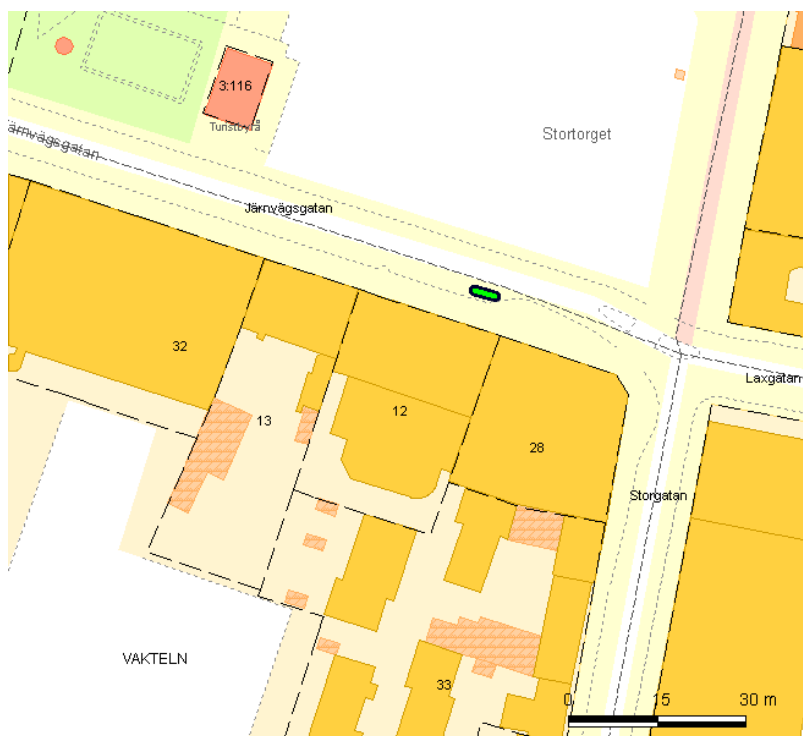 3:116
Turistbyrå
Stortorget
Järnvägsgatan
Järnvägsgatan
32
Laxgatan
13
12
28
Storgatan
VAKTELN
33
0 15 30 m